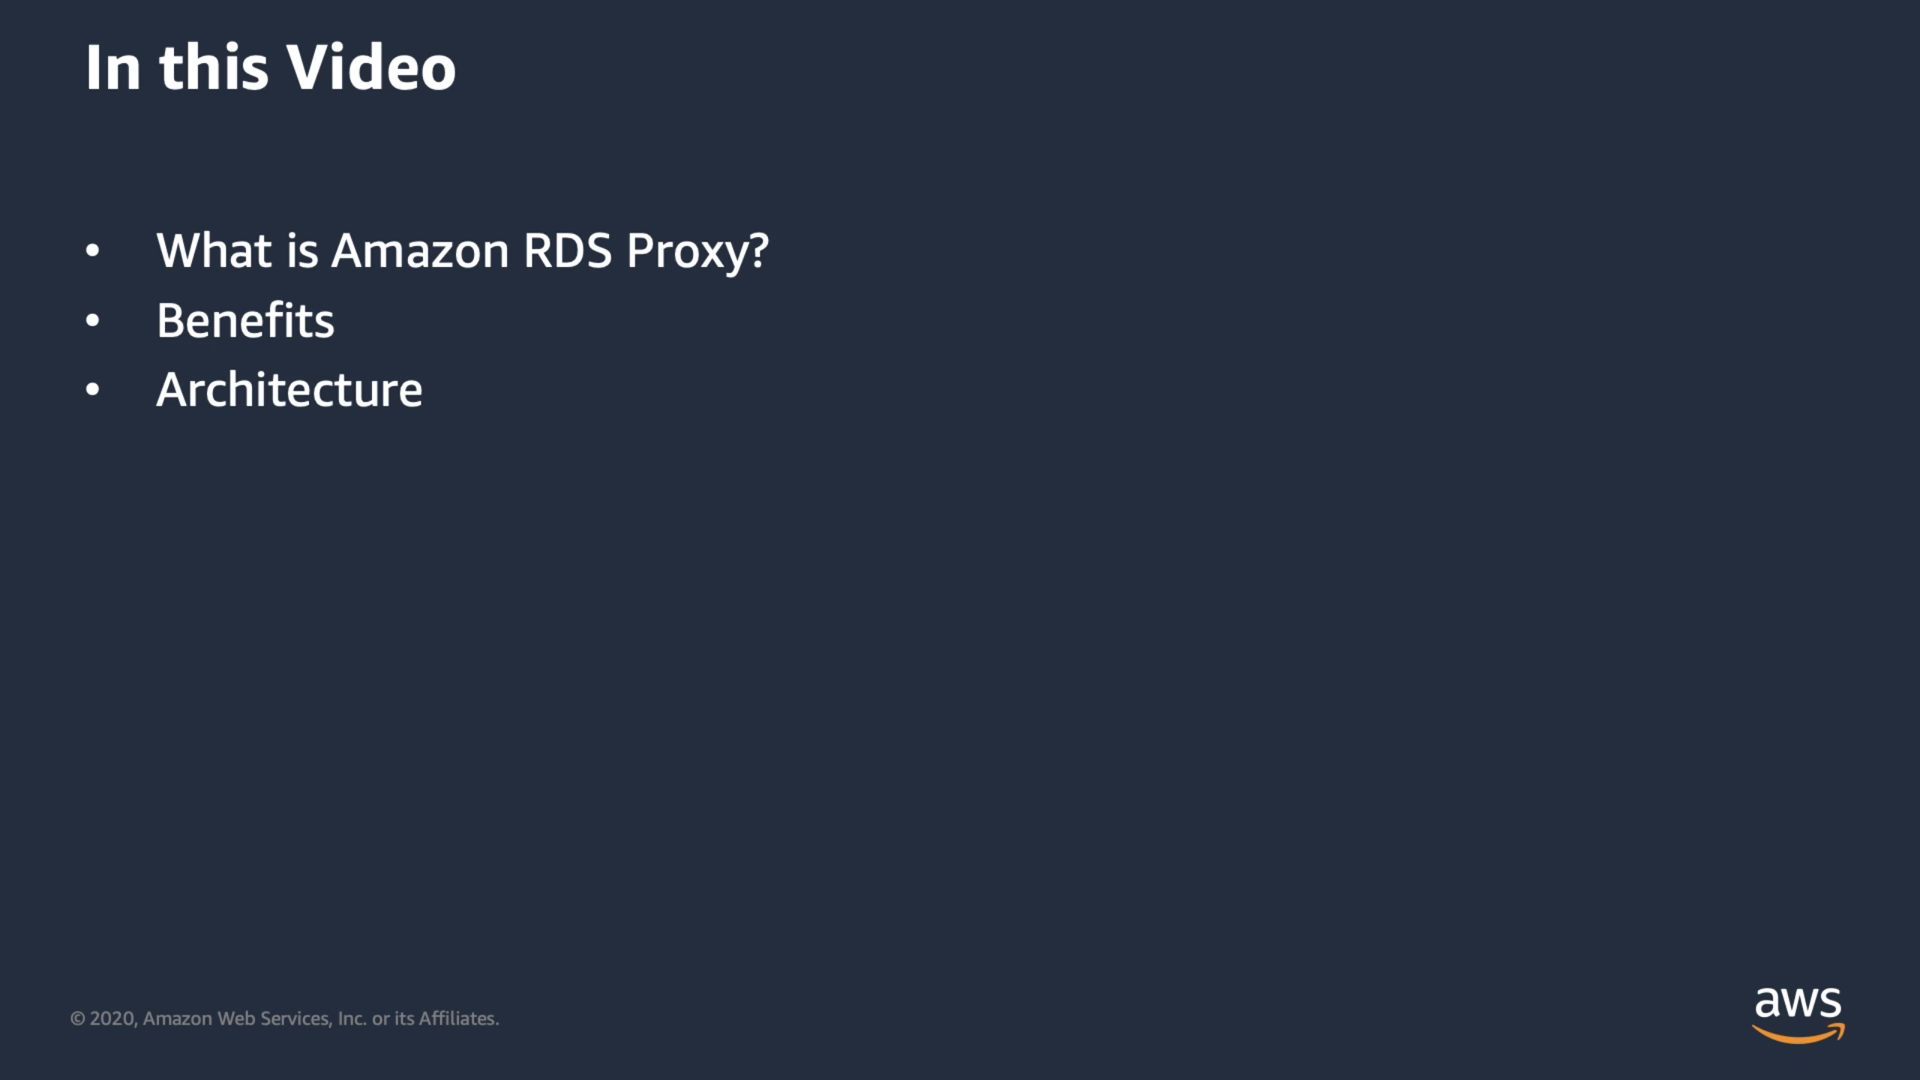 In this Video
• What is Amazon RDS Proxy?
• Benefits
• Architecture
© 2020, Amazon Web Services, Inc. or its Affiliates.
aws